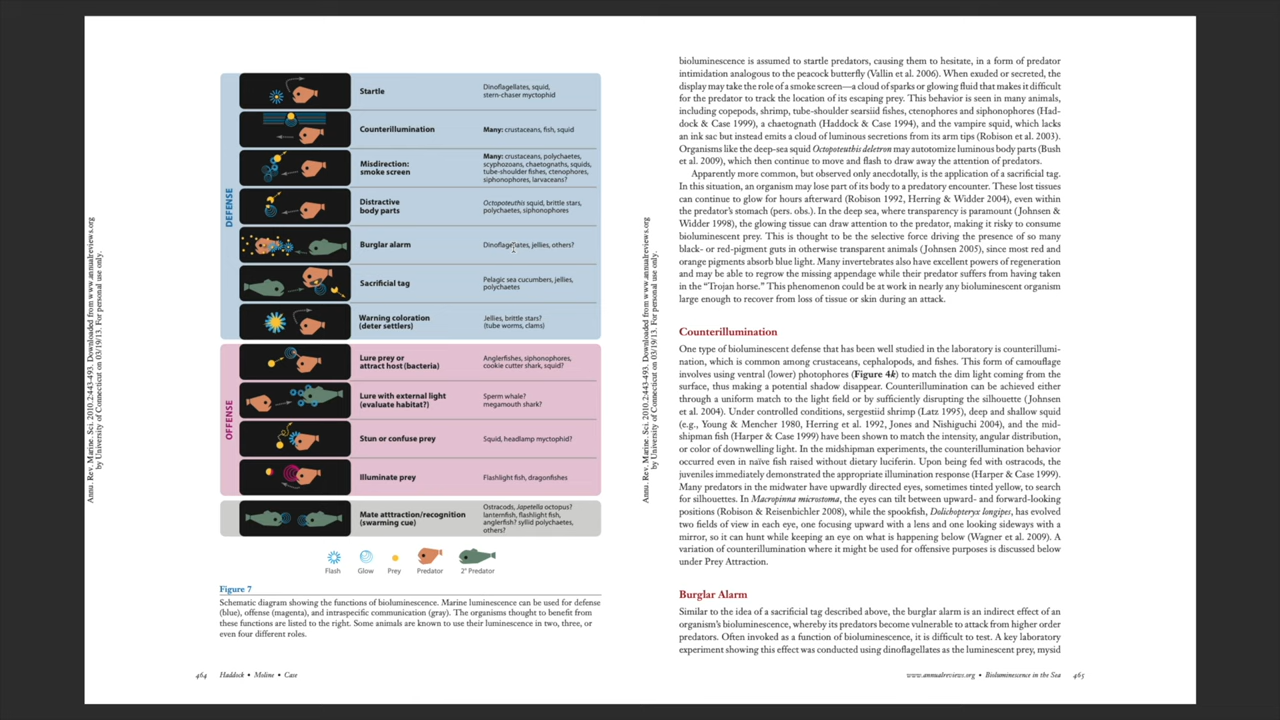 Annu. Rev. Marine. Sci. 2010.2:443-493. Downloaded from www.annualreviews.org
by University of Connecticut on 03/19/13. For personal use only.
DEFENSE
Startle
Dinoflagellates, squid,
stern-chaser myctophid
Counterillumination
Many: crustaceans, fish, squid
Misdirection:
smoke screen
Many: crustaceans, polychaetes,
scyphozoans, chaetognaths, squids,
tube-shoulder fishes, ctenophores,
siphonophores, larvaceans?
Distractive
body parts
Octopoteuthis squid, brittle stars,
polychaetes, siphonophores
Burglar alarm
Dinoflagellates, jellies, others?
Sacrificial tag
Pelagic sea cucumbers, jellies,
polychaetes
Warning coloration
(deter settlers)
Jellies, brittle stars?
(tube worms, clams)
OFFENSE
Lure prey or
attract host (bacteria)
Anglerfishes, siphonophores,
cookie cutter shark, squid?
Lure with external light
(evaluate habitat?)
Sperm whale?
megamouth shark?
Stun or confuse prey
Squid, headlamp myctophid?
Illuminate prey
Flashlight fish, dragonfishes
Mate atttraction/recognition
(swarming cue)
Ostracods, Japetella octopus?
lanternfish, flashlight fish,
anglerfish? syllid polychaetes,
others?
Flash Glow Prey Predator 2° Predator
Figure 7
Schematic diagram showing the functions of bioluminescence. Marine luminescence can be used for defense
(blue), offense (magenta), and intraspecific communication (gray). The organisms thought to benefit from
these functions are listed to the right. Some animals are known to use their luminescence in two, three, or
even four different roles.
464 Haddock • Moline • Case
Annu. Rev. Marine. Sci. 2010.2:443-493. Downloaded from www.annualreviews.org
by University of Connecticut on 03/19/13. For personal use only.
bioluminescence is assumed to startle predators, causing them to hesitate, in a form of predator
intimidation analogous to the peacock butterfly (Vallin et al. 2006). When exuded or secreted, the
display may take the role of a smoke screen—a cloud of sparks or glowing fluid that makes it difficult
for the predator to track the location of its escaping prey. This behavior is seen in many animals,
including copepods, shrimp, tube-shoulder searsiid fishes, ctenophores and siphonophores (Had-
dock & Case 1999), a chaetognath (Haddock & Case 1994), and the vampire squid, which lacks
an ink sac but instead emits a cloud of luminous secretions from its arm tips (Robison et al. 2003).
Organisms like the deep-sea squid Octopoteuthis deletron may autotomize luminous body parts (Bush
et al. 2009), which then continue to move and flash to draw away the attention of predators.
Apparently more common, but observed only anecdotally, is the application of a sacrificial tag.
In this situation, an organism may lose part of its body to a predatory encounter. These lost tissues
can continue to glow for hours afterward (Robison 1992, Herring & Widder 2004), even within
the predator's stomach (pers. obs.). In the deep sea, where transparency is paramount (Johnsen &
Widder 1998), the glowing tissue can draw attention to the predator, making it risky to consume
bioluminescent prey. This is thought to be the selective force driving the presence of so many
black- or red-pigment guts in otherwise transparent animals (Johnsen 2005), since most red and
orange pigments absorb blue light. Many invertebrates also have excellent powers of regeneration
and may be able to regrow the missing appendage while their predator suffers from having taken
in the "Trojan horse." This phenomenon could be at work in nearly any bioluminescent organism
large enough to recover from loss of tissue or skin during an attack.
Counterillumination
One type of bioluminescent defense that has been well studied in the laboratory is counterillumi-
nation, which is common among crustaceans, cephalopods, and fishes. This form of camouflage
involves using ventral (lower) photophores (Figure 4k) to match the dim light coming from the
surface, thus making a potential shadow disappear. Counterillumination can be achieved either
through a uniform match to the light field or by sufficiently disrupting the silhouette (Johnsen
et al. 2004). Under controlled conditions, sergestiid shrimp (Latz 1995), deep and shallow squid
(e.g., Young & Mencher 1980, Herring et al. 1992, Jones and Nishiguchi 2004), and the mid-
shipman fish (Harper & Case 1999) have been shown to match the intensity, angular distribution,
or color of downwelling light. In the midshipman experiments, the counterillumination behavior
occurred even in naïve fish raised without dietary luciferin. Upon being fed with ostracods, the
juveniles immediately demonstrated the appropriate illumination response (Harper & Case 1999).
Many predators in the midwater have upwardly directed eyes, sometimes tinted yellow, to search
for silhouettes. In Macropinna microstoma, the eyes can tilt between upward- and forward-looking
positions (Robison & Reisenbichler 2008), while the spookfish, Dolichopteryx longipes, has evolved
two fields of view in each eye, one focusing upward with a lens and one looking sideways with a
mirror, so it can hunt while keeping an eye on what is happening below (Wagner et al. 2009). A
variation of counterillumination where it might be used for offensive purposes is discussed below
under Prey Attraction.
Burglar Alarm
Similar to the idea of a sacrificial tag described above, the burglar alarm is an indirect effect of an
organism's bioluminescence, whereby its predators become vulnerable to attack from higher order
predators. Often invoked as a function of bioluminescence, it is difficult to test. A key laboratory
experiment showing this effect was conducted using dinoflagellates as the luminescent prey, mysid
www.annualreviews.org • Bioluminescence in the Sea 465